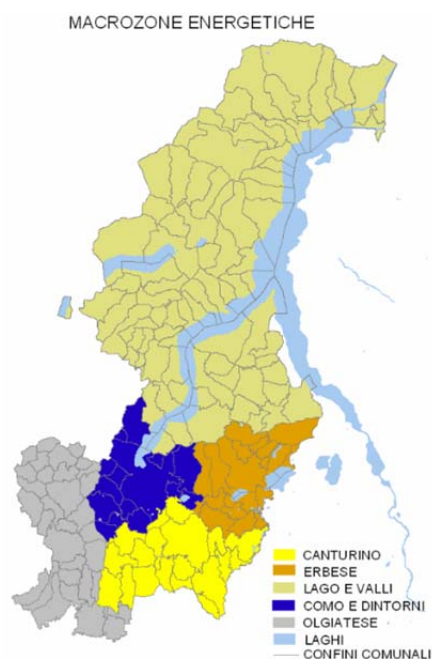 MACROZONE ENERGETICHE
CANTURINO
ERBESE
LAGO E VALLI
COMO E DINTORNI
OLGIATESE
LAGHI
CONFINI COMUNALI